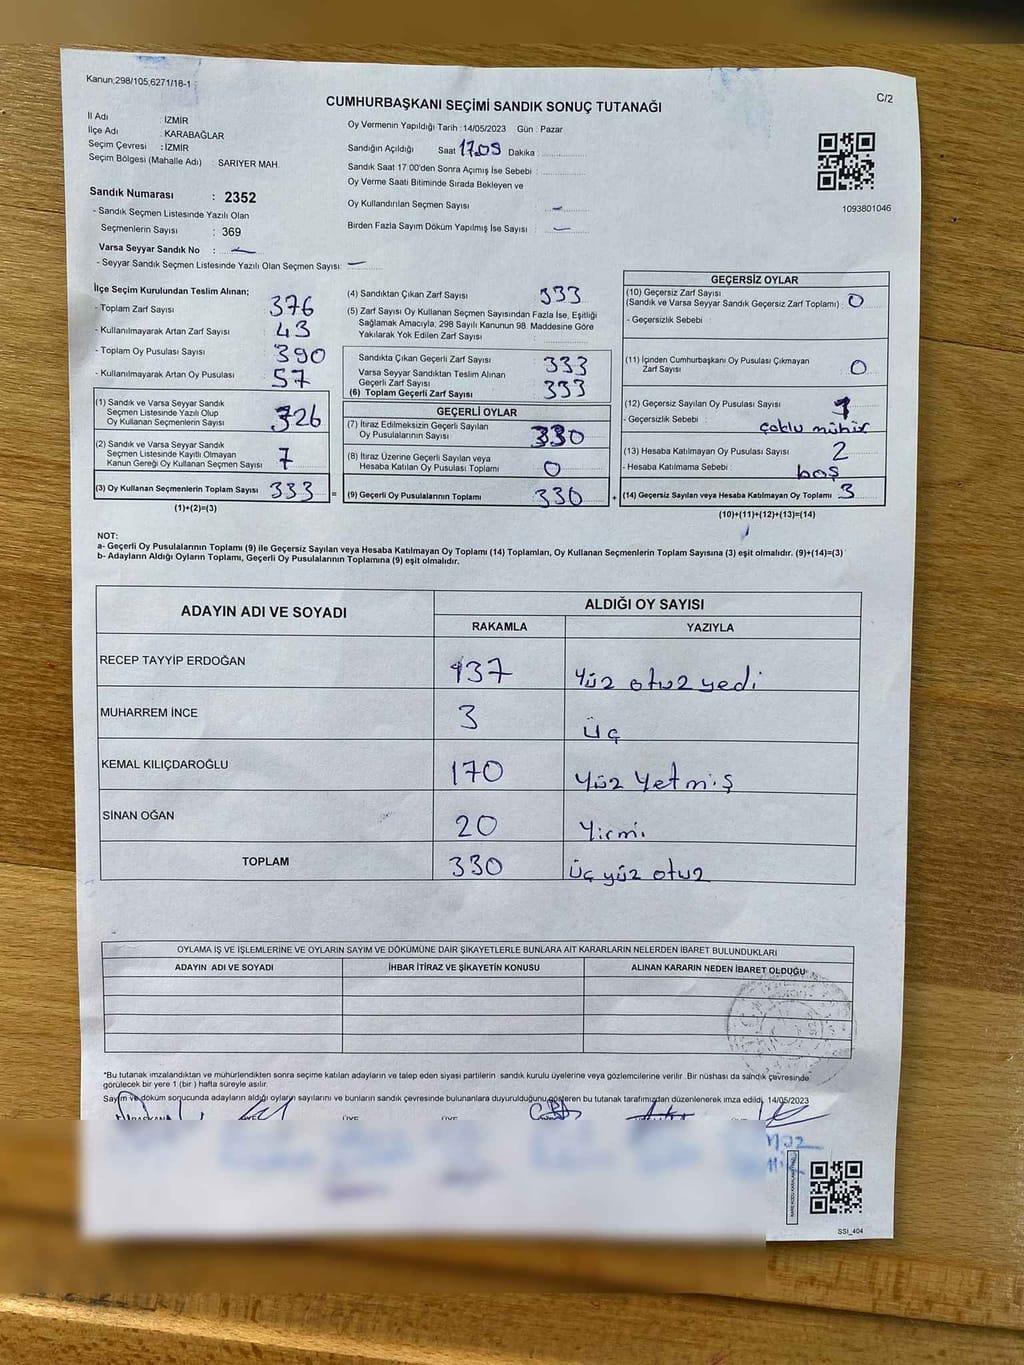 Kanun,298/105,6271/18-1
C/2
CUMHURBAŞKANI SEÇİMİ SANDIK SONUÇ TUTANAĞI
İl Adı : İZMİR
İlçe Adı : KARABAĞLAR
Seçim Çevresi : İZMİR
Seçim Bölgesi (Mahalle Adı) : SARIYER MAH.
Sandık Numarası : 2352
- Sandık Seçmen Listesinde Yazılı Olan
Seçmenlerin Sayısı : 369
Varsa Seyyar Sandık No : —
- Seyyar Sandık Seçmen Listesinde Yazılı Olan Seçmen Sayısı: —
Oy Vermenin Yapıldığı Tarih :14/05/2023 Gün : Pazar
Sandığın Açıldığı Saat 17.09 Dakika :
Sandık Saat 17:00'den Sonra Açımış İse Sebebi :
Oy Verme Saati Bitiminde Sırada Bekleyen ve
Oy Kullandırılan Seçmen Sayısı : —
Birden Fazla Sayım Döküm Yapılmış İse Sayısı : —
1093801046
İlçe Seçim Kurulundan Teslim Alınan;
- Toplam Zarf Sayısı : 376
- Kullanılmayarak Artan Zarf Sayısı : 43
- Toplam Oy Pusulası Sayısı : 390
- Kullanılmayarak Artan Oy Pusulası : 57
(1) Sandık ve Varsa Seyyar Sandık
Seçmen Listesinde Yazılı Olup
Oy Kullanan Seçmenlerin Sayısı : 326
(2) Sandık ve Varsa Seyyar Sandık
Seçmen Listesinde Kayıtlı Olmayan
Kanun Gereği Oy Kullanan Seçmen Sayısı : 7
(3) Oy Kullanan Seçmenlerin Toplam Sayısı : 333
(1)+(2)=(3)
(4) Sandıktan Çıkan Zarf Sayısı : 333
(5) Zarf Sayısı Oy Kullanan Seçmen Sayısından Fazla İse, Eşitliği
Sağlamak Amacıyla, 298 Sayılı Kanunun 98. Maddesine Göre
Yakılarak Yok Edilen Zarf Sayısı :
Sandıkta Çıkan Geçerli Zarf Sayısı : 333
Varsa Seyyar Sandıktan Teslim Alınan
Geçerli Zarf Sayısı :
(6) Toplam Geçerli Zarf Sayısı : 333
GEÇERLİ OYLAR
(7) İtiraz Edilmeksizin Geçerli Sayılan
Oy Pusulalarının Sayısı : 330
(8) İtiraz Üzerine Geçerli Sayılan veya
Hesaba Katılan Oy Pusulası Toplamı : 0
= (9) Geçerli Oy Pusulalarının Toplamı : 330
GEÇERSİZ OYLAR
(10) Geçersiz Zarf Sayısı
(Sandık ve Varsa Seyyar Sandık Geçersiz Zarf Toplamı) : 0
- Geçersizlik Sebebi :
(11) İçinden Cumhurbaşkanı Oy Pusulası Çıkmayan
Zarf Sayısı : 0
(12) Geçersiz Sayılan Oy Pusulası Sayısı : 1
- Geçersizlik Sebebi : Çoklu mühür
(13) Hesaba Katılmayan Oy Pusulası Sayısı : 2
- Hesaba Katılmama Sebebi : boş
+ (14) Geçersiz Sayılan veya Hesaba Katılmayan Oy Toplamı : 3
(10)+(11)+(12)+(13)=(14)
NOT:
a- Geçerli Oy Pusulalarının Toplamı (9) ile Geçersiz Sayılan veya Hesaba Katılmayan Oy Toplamı (14) Toplamları, Oy Kullanan Seçmenlerin Toplam Sayısına (3) eşit olmalıdır. (9)+(14)=(3)
b- Adayların Aldığı Oyların Toplamı, Geçerli Oy Pusulalarının Toplamına (9) eşit olmalıdır.
ADAYIN ADI VE SOYADI ALDIĞI OY SAYISI
RAKAMLA YAZIYLA
RECEP TAYYİP ERDOĞAN 137 Yüz otuz yedi
MUHARREM İNCE 3 Üç
KEMAL KILIÇDAROĞLU 170 Yüz Yetmiş
SİNAN OĞAN 20 Yirmi
TOPLAM 330 Üç yüz otuz
OYLAMA İŞ VE İŞLEMLERİNE VE OYLARIN SAYIM VE DÖKÜMÜNE DAİR ŞİKAYETLERLE BUNLARA AİT KARARLARIN NELERDEN İBARET BULUNDUKLARI
ADAYIN ADI VE SOYADI İHBAR İTİRAZ VE ŞİKAYETİN KONUSU ALINAN KARARIN NEDEN İBARET OLDUĞU
*Bu tutanak imzalandıktan ve mühürlendikten sonra seçime katılan adayların ve talep eden siyasi partilerin sandık kurulu üyelerine veya gözlemcilerine verilir. Bir nüshası da sandık çevresinde
görülecek bir yere 1 (bir ) hafta süreyle asılır.
Sayım ve döküm sonucunda adayların aldığı oyların sayılarını ve bunların sandık çevresinde bulunanlara duyurulduğunu gösteren bu tutanak tarafımızdan düzenlenerek imza edildi. 14/05/2023
BAŞKAN ÜYE ÜYE
SSI_404